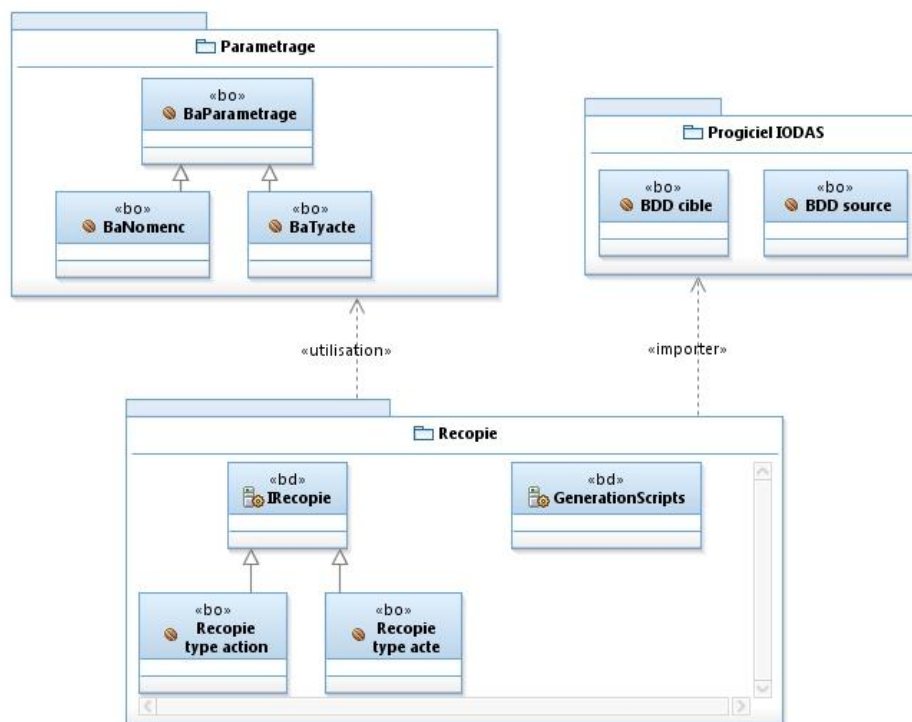 Parametrage
«bo»
BaParametrage
«bo»
BaNomenc
«bo»
BaTyacte
Progiciel IODAS
«bo»
BDD cible
«bo»
BDD source
«utilisation»
«importer»
Recopie
«bd»
IRecopie
«bd»
GenerationScripts
«bo»
Recopie
type action
«bo»
Recopie
type acte